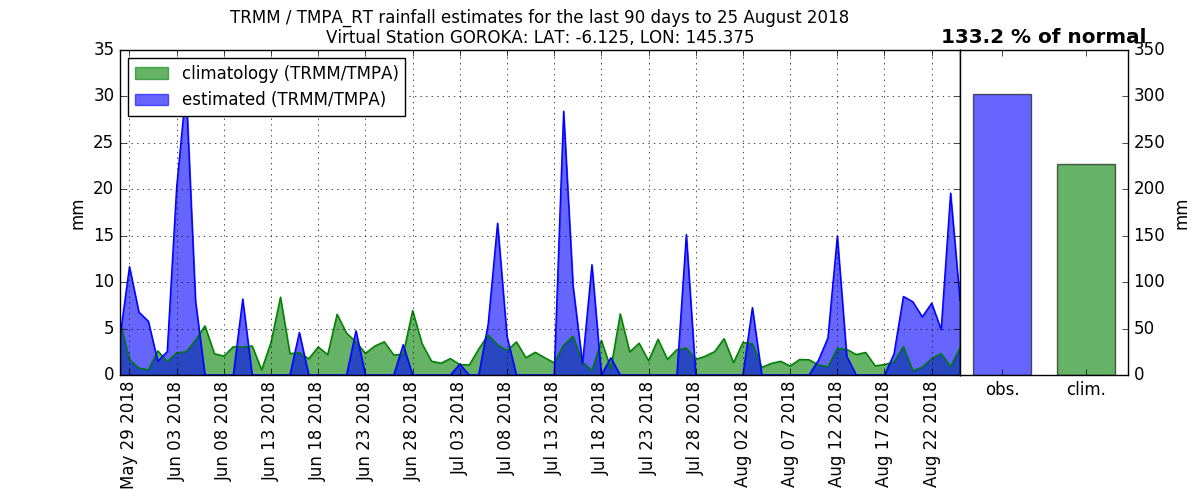 TRMM / TMPA_RT rainfall estimates for the last 90 days to 25 August 2018
Virtual Station GOROKA: LAT: -6.125, LON: 145.375
133.2 % of normal
climatology (TRMM/TMPA)
estimated (TRMM/TMPA)
35
30
25
20
15
10
5
0
mm
350
300
250
200
150
100
50
0
mm
obs.
clim.
May 29 2018
Jun 03 2018
Jun 08 2018
Jun 13 2018
Jun 18 2018
Jun 23 2018
Jun 28 2018
Jul 03 2018
Jul 08 2018
Jul 13 2018
Jul 18 2018
Jul 23 2018
Jul 28 2018
Aug 02 2018
Aug 07 2018
Aug 12 2018
Aug 17 2018
Aug 22 2018